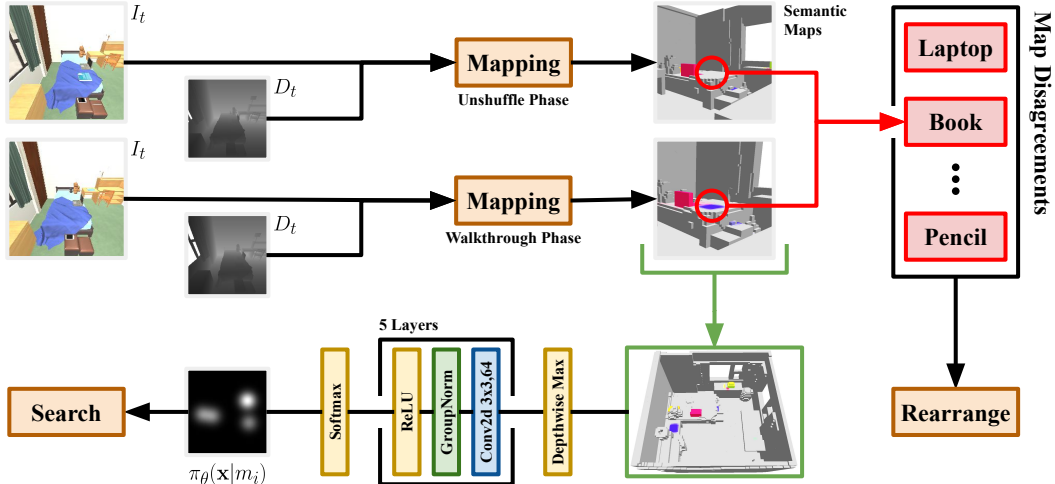 I_t
D_t
Mapping
Unshuffle Phase
Semantic
Maps
Map Disagreements
Laptop
Book
Pencil
I_t
D_t
Mapping
Walkthrough Phase
5 Layers
Search
π_θ(x|m_i)
Softmax
ReLU
GroupNorm
Conv2d 3x3,64
Depthwise Max
Rearrange